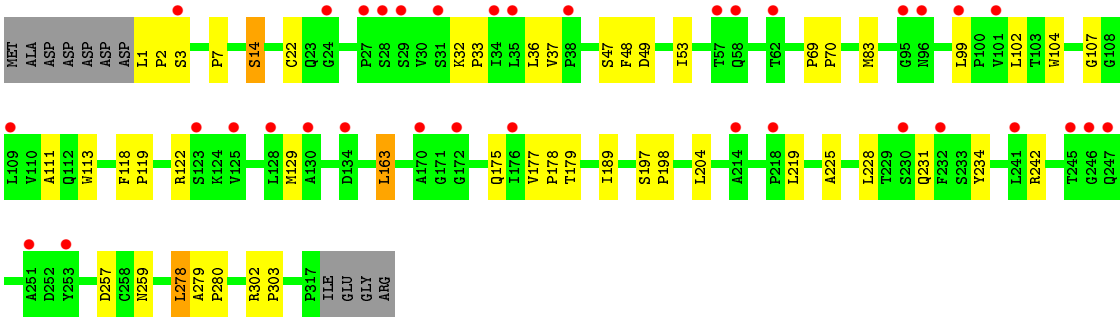 MET ALA ASP ASP ASP ASP ASP L1 P2 S3 P7 S14 C22 Q23 G24 P27 S28 S29 V30 S31 K32 P33 I34 L35 L36 V37 P38 S47 F48 D49 I53 T57 Q58 T62 P69 P70 M83 G95 N96 L99 P100 V101 L102 T103 W104 G107 G108
L109 V110 A111 Q112 W113 F118 P119 R122 S123 K124 V125 L128 M129 A130 D134 L163 A170 G171 G172 Q175 I176 V177 P178 T179 I189 S197 P198 L204 A214 P218 L219 A225 L228 T229 S230 Q231 F232 S233 Y234 L241 R242 T245 G246 Q247
A251 D252 Y253 D257 C258 N259 L278 A279 P280 R302 P303 P317 ILE GLU GLY ARG